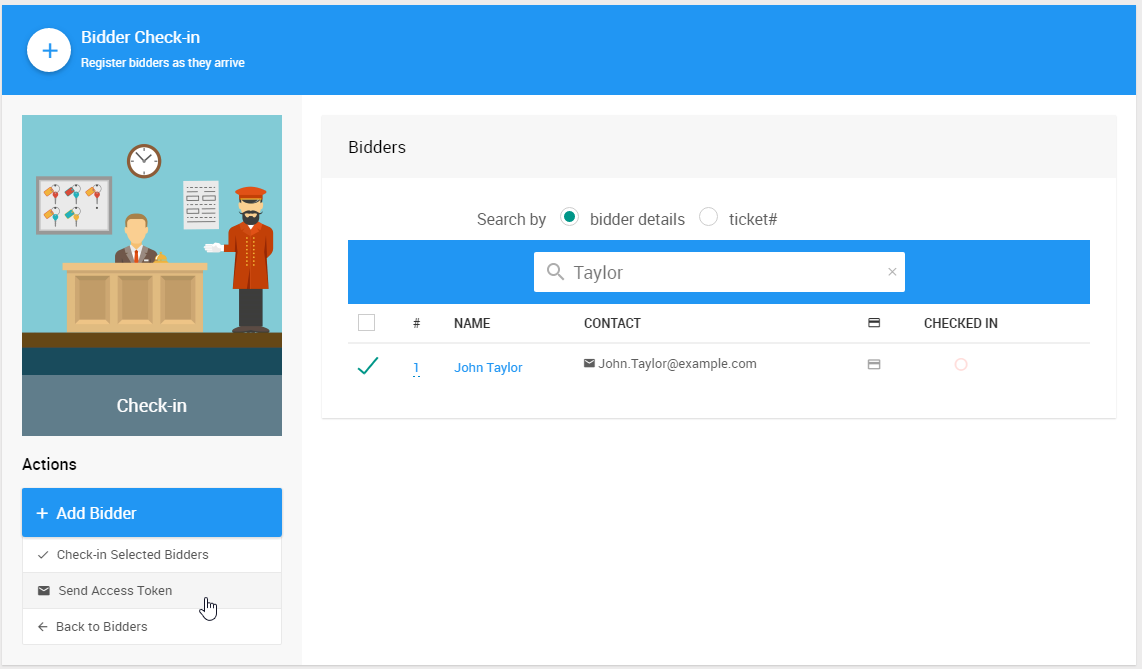 Bidder Check-in
Register bidders as they arrive
Check-in
Actions
Add Bidder
Check-in Selected Bidders
Send Access Token
Back to Bidders
Bidders
Search by bidder details ticket#
Taylor
# NAME CONTACT CHECKED IN
1 John Taylor John.Taylor@example.com